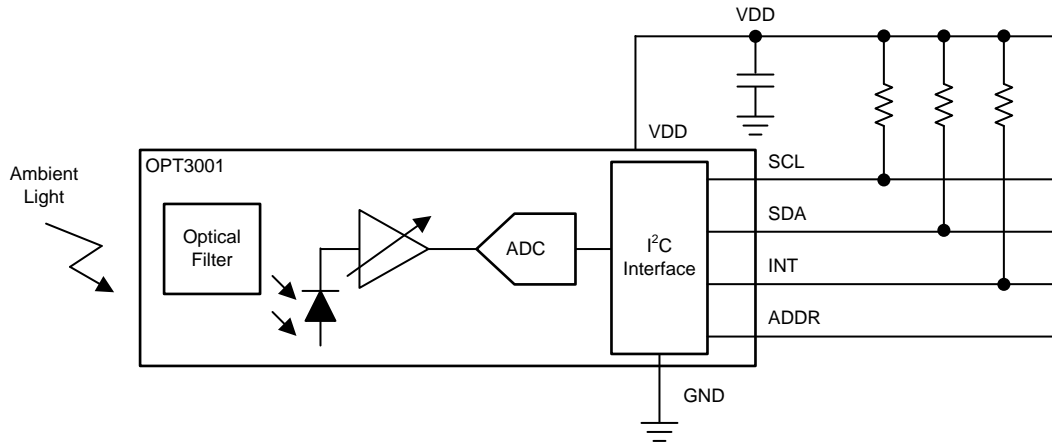 VDD
VDD
OPT3001
Ambient
Light
Optical
Filter
ADC
I²C
Interface
SCL
SDA
INT
ADDR
GND